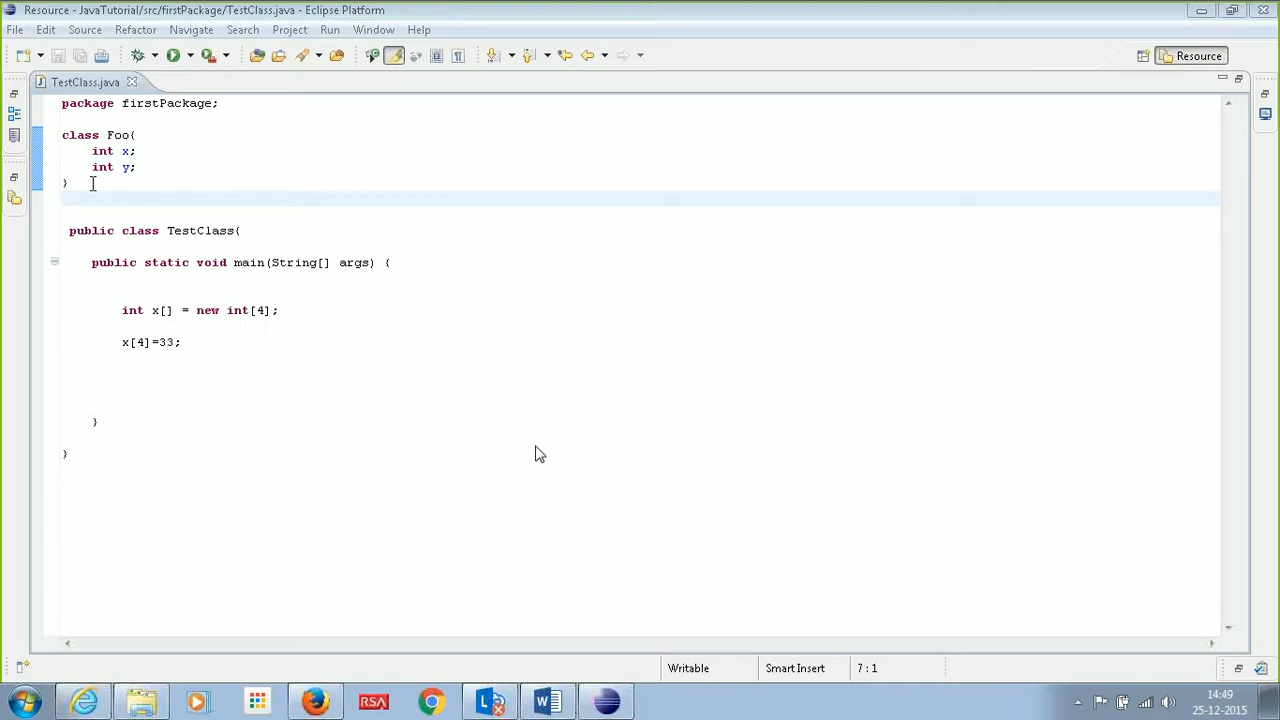 Resource - JavaTutorial/src/firstPackage/TestClass.java - Eclipse Platform
File Edit Source Refactor Navigate Search Project Run Window Help
Resource
TestClass.java
package firstPackage;
class Foo{
int x;
int y;
}
public class TestClass{
public static void main(String[] args) {
int x[] = new int[4];
x[4]=33;
}
}
Writable Smart Insert 7 : 1
RSA
14:49
25-12-2015